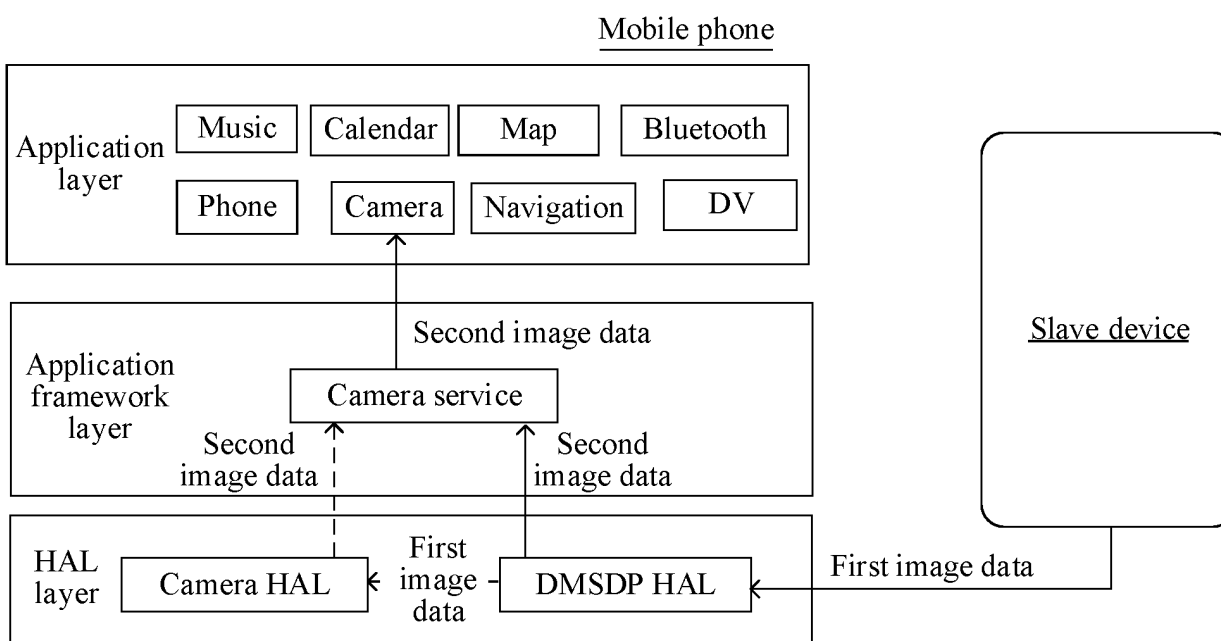 Mobile phone
Application
layer
Music
Calendar
Map
Bluetooth
Phone
Camera
Navigation
DV
Second image data
Slave device
Application
framework
layer
Camera service
Second
image data
Second
image data
HAL
layer
Camera HAL
First
image
data
DMSDP HAL
First image data